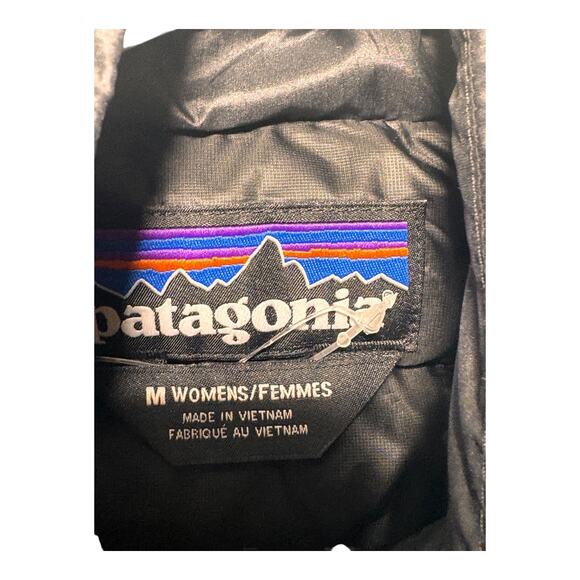 patagonia
M WOMENS/FEMMES
MADE IN VIETNAM
FABRIQUÉ AU VIETNAM